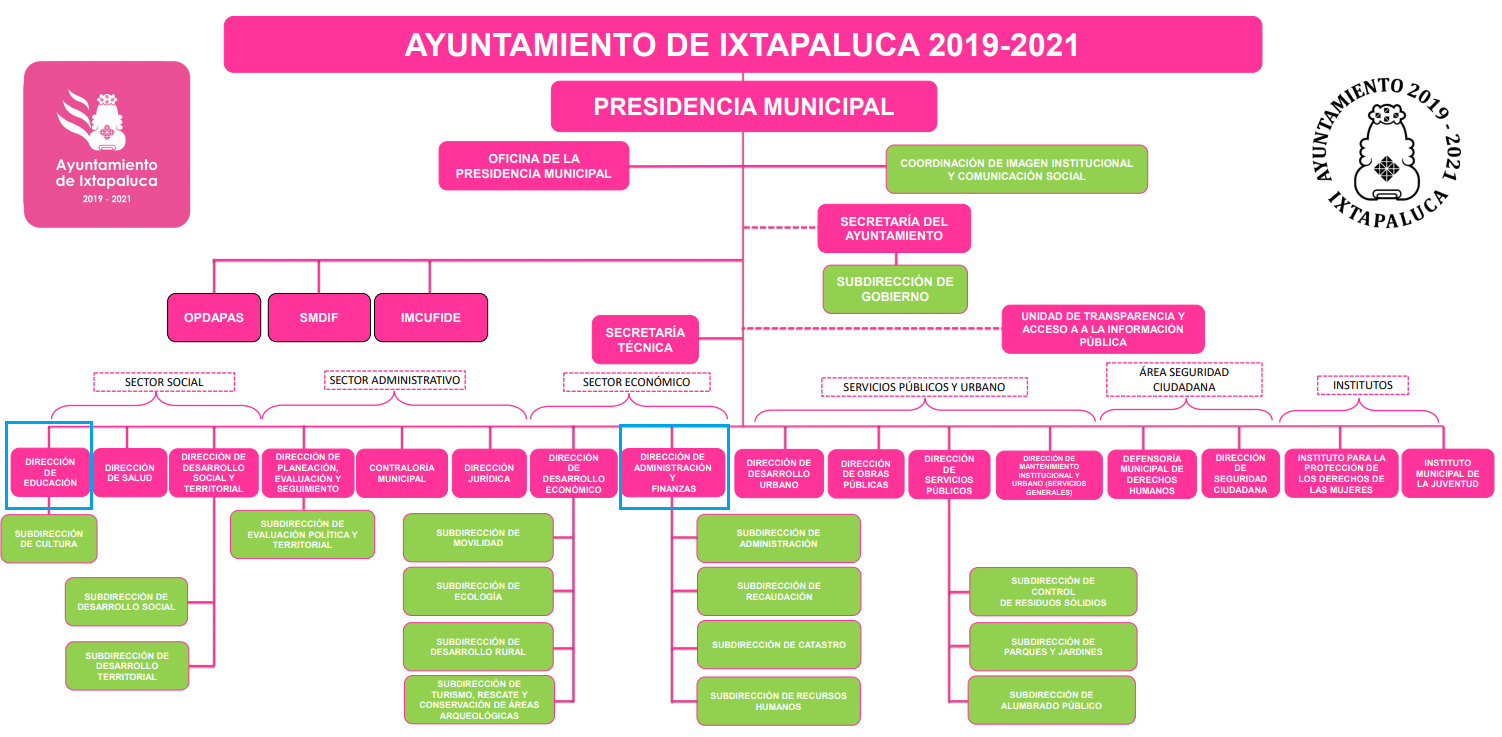 AYUNTAMIENTO DE IXTAPALUCA 2019-2021
Ayuntamiento
de Ixtapaluca
2019 - 2021
AYUNTAMIENTO 2019 - 2021
IXTAPALUCA
PRESIDENCIA MUNICIPAL
OFICINA DE LA
PRESIDENCIA MUNICIPAL
COORDINACIÓN DE IMAGEN INSTITUCIONAL
Y COMUNICACIÓN SOCIAL
SECRETARÍA DEL
AYUNTAMIENTO
SUBDIRECCIÓN DE
GOBIERNO
OPDAPAS
SMDIF
IMCUFIDE
SECRETARÍA
TÉCNICA
UNIDAD DE TRANSPARENCIA Y
ACCESO A A LA INFORMACIÓN
PÚBLICA
SECTOR SOCIAL
SECTOR ADMINISTRATIVO
SECTOR ECONÓMICO
SERVICIOS PÚBLICOS Y URBANO
ÁREA SEGURIDAD
CIUDADANA
INSTITUTOS
DIRECCIÓN
DE
EDUCACIÓN
DIRECCIÓN
DE SALUD
DIRECCIÓN DE
DESARROLLO
SOCIAL Y
TERRITORIAL
DIRECCIÓN DE
PLANEACIÓN,
EVALUACIÓN Y
SEGUIMIENTO
CONTRALORÍA
MUNICIPAL
DIRECCIÓN
JURÍDICA
DIRECCIÓN
DE
DESARROLLO
ECONÓMICO
DIRECCIÓN DE
ADMINISTRACIÓN
Y
FINANZAS
DIRECCIÓN DE
DESARROLLO
URBANO
DIRECCIÓN
DE OBRAS
PÚBLICAS
DIRECCIÓN
DE
SERVICIOS
PÚBLICOS
DIRECCIÓN DE
MANTENIMIENTO
INSTITUCIONAL Y
URBANO (SERVICIOS
GENERALES)
DEFENSORÍA
MUNICIPAL DE
DERECHOS
HUMANOS
DIRECCIÓN
DE
SEGURIDAD
CIUDADANA
INSTITUTO PARA LA
PROTECCIÓN DE
LOS DERECHOS DE
LAS MUJERES
INSTITUTO
MUNICIPAL DE
LA JUVENTUD
SUBDIRECCIÓN
DE CULTURA
SUBDIRECCIÓN DE
DESARROLLO SOCIAL
SUBDIRECCIÓN DE
DESARROLLO
TERRITORIAL
SUBDIRECCIÓN DE
EVALUACIÓN POLÍTICA Y
TERRITORIAL
SUBDIRECCIÓN DE
MOVILIDAD
SUBDIRECCIÓN DE
ECOLOGÍA
SUBDIRECCIÓN DE
DESARROLLO RURAL
SUBDIRECCIÓN DE
TURISMO, RESCATE Y
CONSERVACIÓN DE ÁREAS
ARQUEOLÓGICAS
SUBDIRECCIÓN DE
ADMINISTRACIÓN
SUBDIRECCIÓN DE
RECAUDACIÓN
SUBDIRECCIÓN DE CATASTRO
SUBDIRECCIÓN DE RECURSOS
HUMANOS
SUBDIRECCIÓN DE
CONTROL
DE RESIDUOS SÓLIDIOS
SUBDIRECCIÓN DE
PARQUES Y JARDINES
SUBDIRECCIÓN DE
ALUMBRADO PÚBLICO